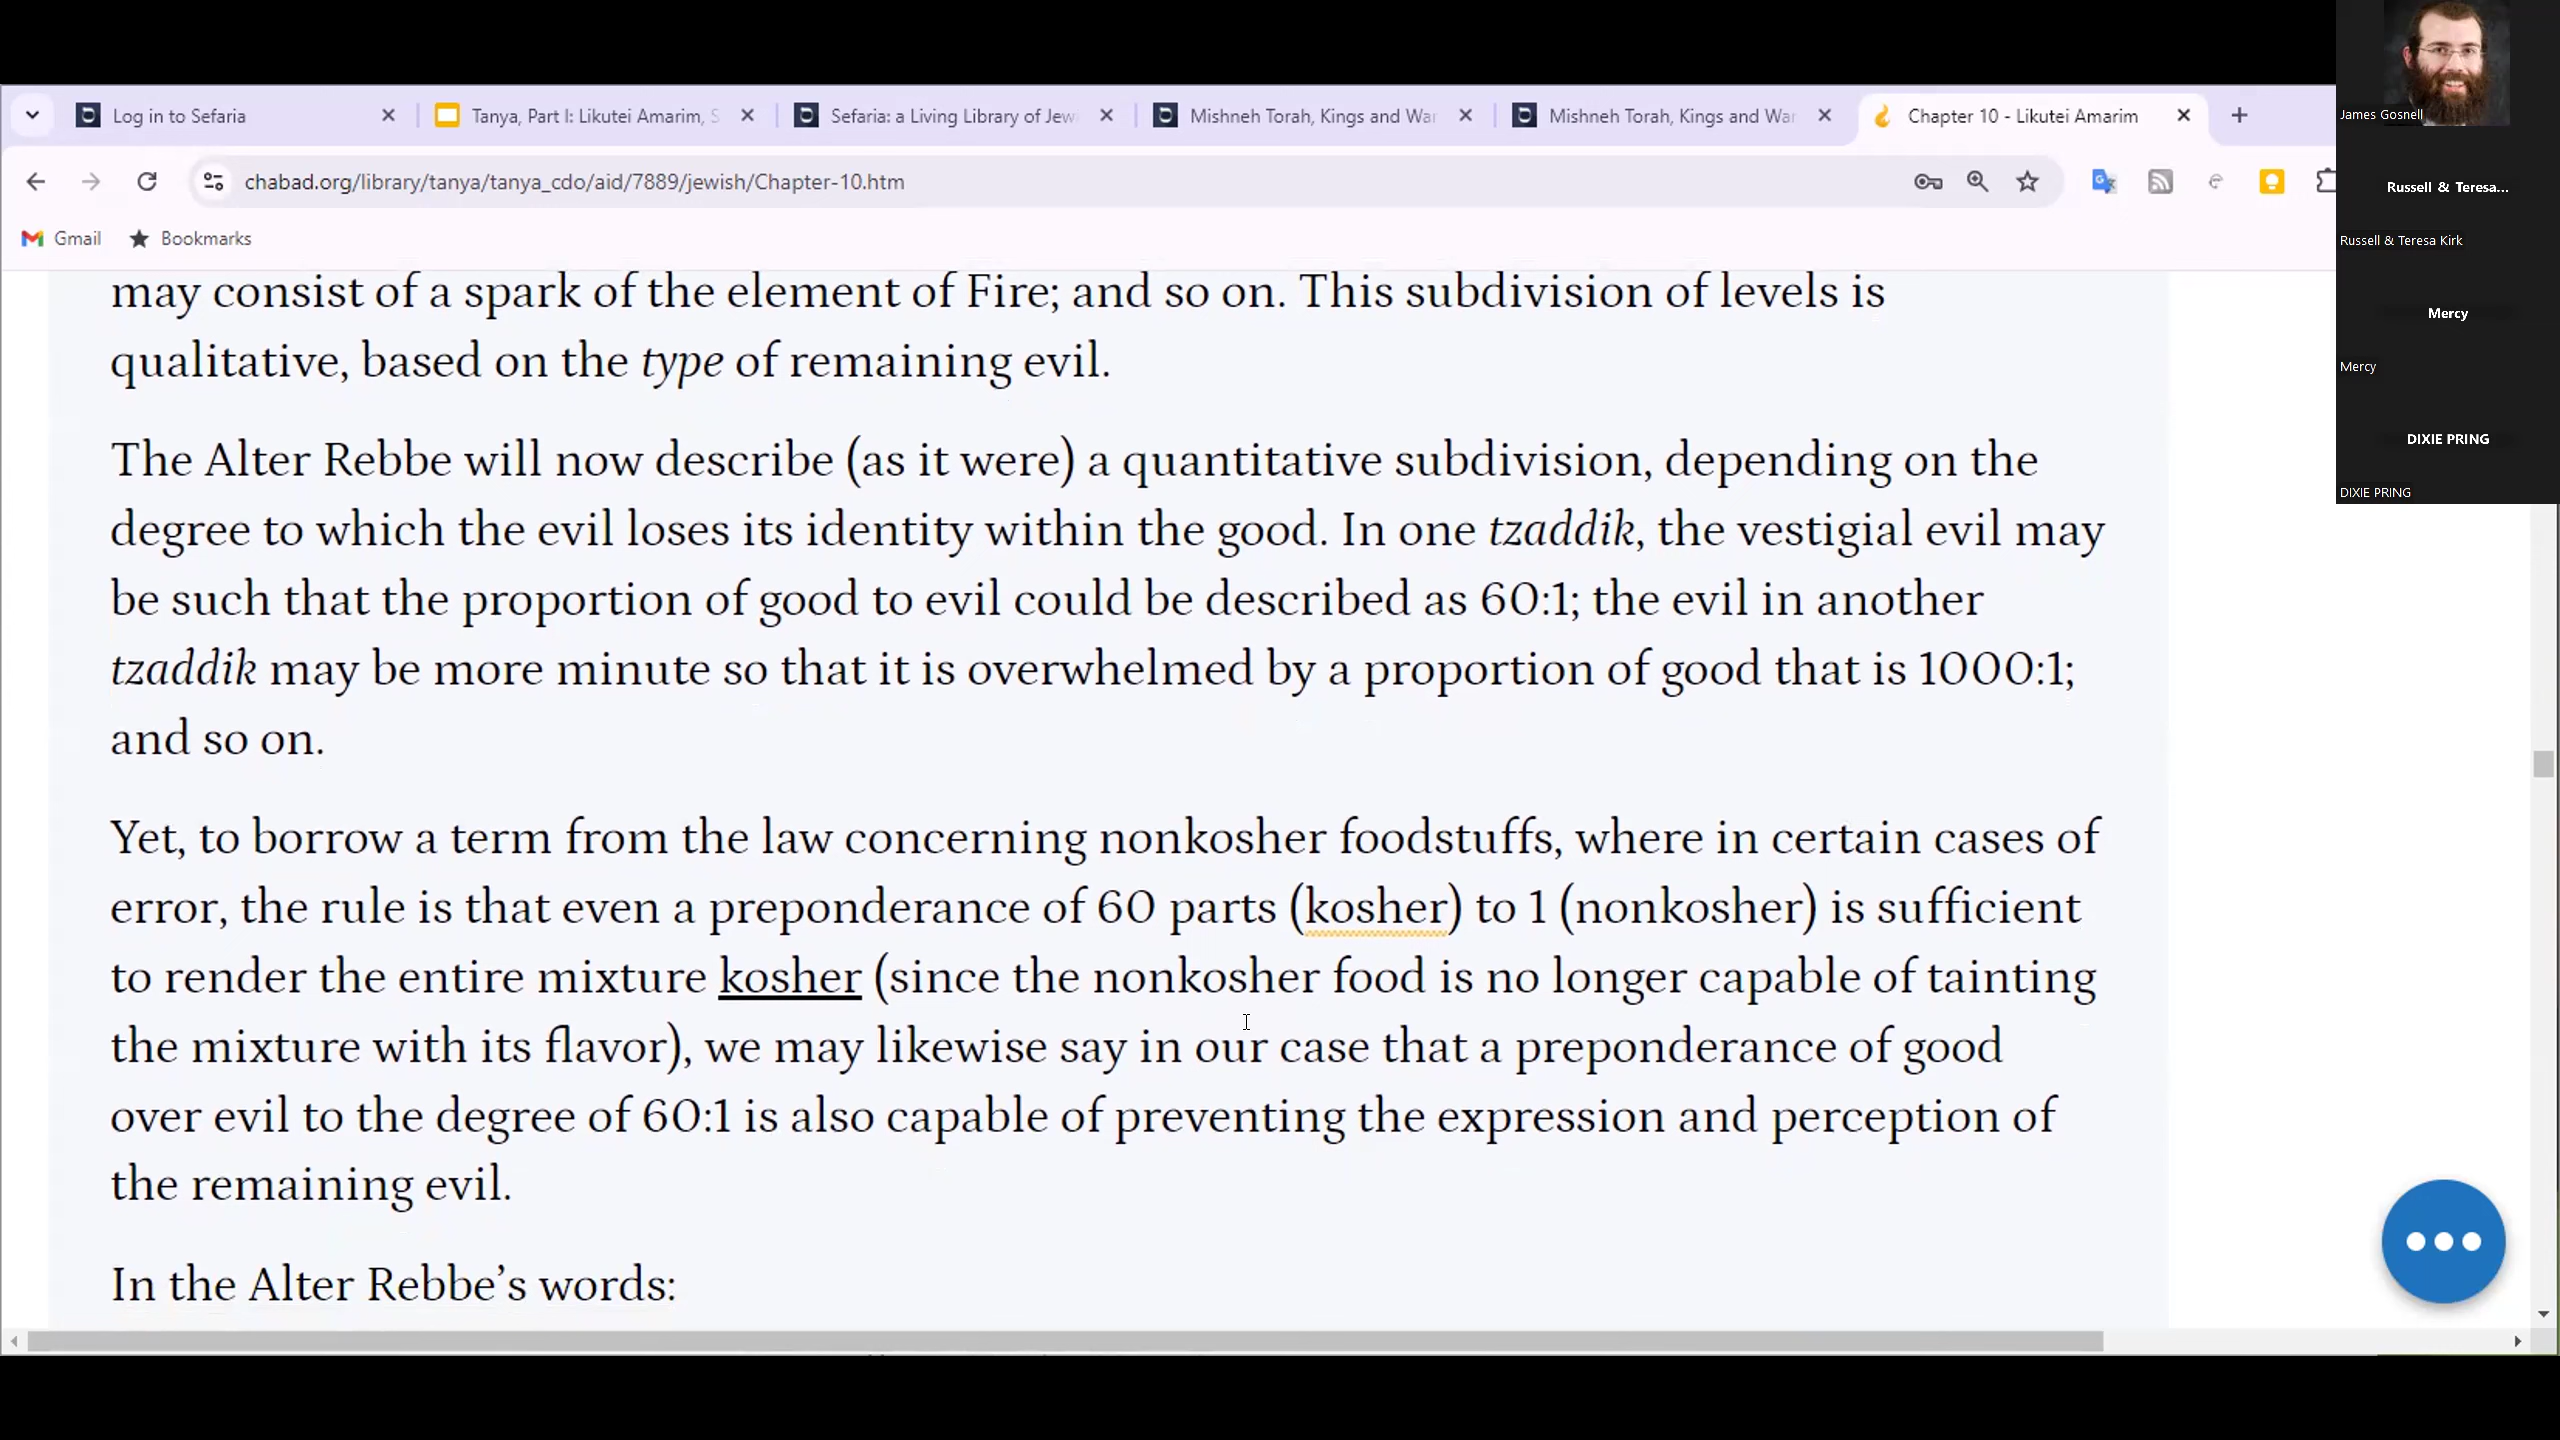 Log in to Sefaria
Tanya, Part I: Likutei Amarim, S
Sefaria: a Living Library of Jew
Mishneh Torah, Kings and War
Mishneh Torah, Kings and War
Chapter 10 - Likutei Amarim
chabad.org/library/tanya/tanya_cdo/aid/7889/jewish/Chapter-10.htm
Gmail
Bookmarks
may consist of a spark of the element of Fire; and so on. This subdivision of levels is
qualitative, based on the type of remaining evil.
The Alter Rebbe will now describe (as it were) a quantitative subdivision, depending on the
degree to which the evil loses its identity within the good. In one tzaddik, the vestigial evil may
be such that the proportion of good to evil could be described as 60:1; the evil in another
tzaddik may be more minute so that it is overwhelmed by a proportion of good that is 1000:1;
and so on.
Yet, to borrow a term from the law concerning nonkosher foodstuffs, where in certain cases of
error, the rule is that even a preponderance of 60 parts (kosher) to 1 (nonkosher) is sufficient
to render the entire mixture kosher (since the nonkosher food is no longer capable of tainting
the mixture with its flavor), we may likewise say in our case that a preponderance of good
over evil to the degree of 60:1 is also capable of preventing the expression and perception of
the remaining evil.
In the Alter Rebbe’s words:
James Gosnell
Russell & Teresa...
Russell & Teresa Kirk
Mercy
Mercy
DIXIE PRING
DIXIE PRING